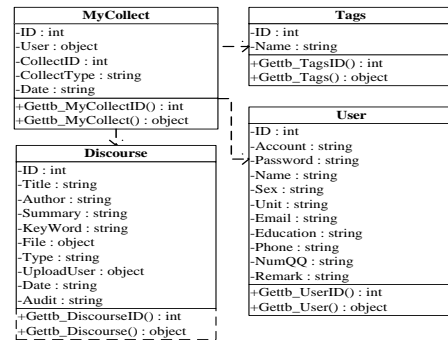 MyCollect
-ID : int
-User : object
-CollectID : int
-CollectType : string
-Date : string
+Gettb_MyCollectID() : int
+Gettb_MyCollect() : object
Tags
-ID : int
-Name : string
+Gettb_TagsID() : int
+Gettb_Tags() : object
Discourse
-ID : int
-Title : string
-Author : string
-Summary : string
-KeyWord : string
-File : object
-Type : string
-UploadUser : object
-Date : string
-Audit : string
+Gettb_DiscourseID() : int
+Gettb_Discourse() : object
User
-ID : int
-Account : string
-Password : string
-Name : string
-Sex : string
-Unit : string
-Email : string
-Education : string
-Phone : string
-NumQQ : string
-Remark : string
+Gettb_UserID() : int
+Gettb_User() : object